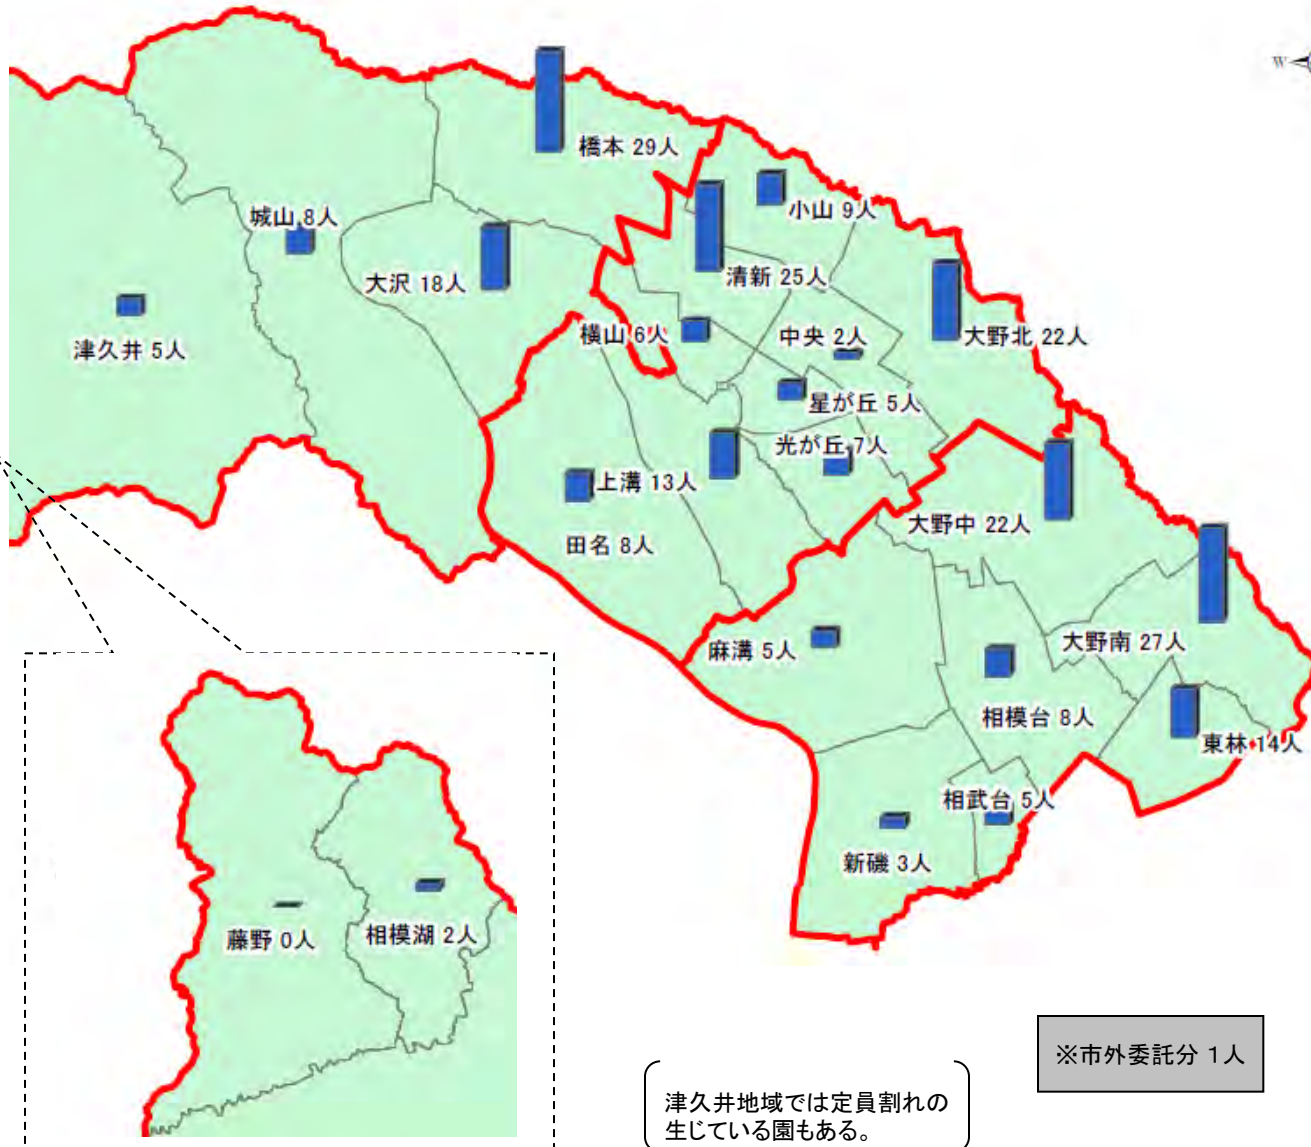 W
橋本 29人
小山 9人
城山 8人
清新 25人
大沢 18人
大野北 22人
横山 6人
中央 2人
津久井 5人
星が丘 5人
光が丘 7人
上溝 13人
大野中 22人
田名 8人
大野南 27人
麻溝 5人
相模台 8人
東林 14人
相武台 5人
新磯 3人
藤野 0人
相模湖 2人
※市外委託分 1人
津久井地域では定員割れの
生じている園もある。